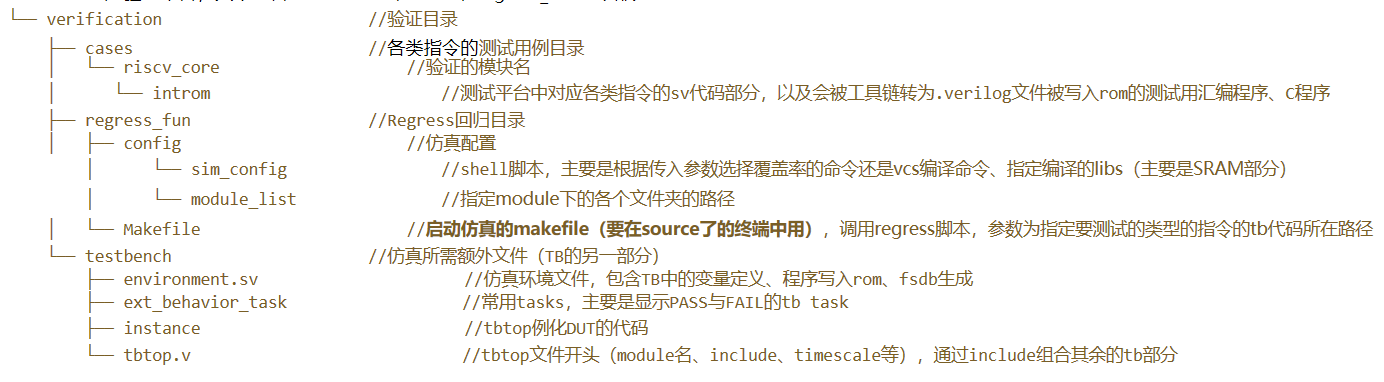 └── verification //验证目录
├── cases //各类指令的测试用例目录
│ └── riscv_core //验证的模块名
│ └── introm //测试平台中对应各类指令的sv代码部分，以及会被工具链转为.verilog文件被写入rom的测试用汇编程序、C程序
├── regress_fun //Regress回归目录
│ ├── config //仿真配置
│ └── sim_config //shell脚本，主要是根据传入参数选择覆盖率的命令还是vcs编译命令、指定编译的libs（主要是SRAM部分）
│ └── module_list //指定module下的各个文件夹的路径
│ └── Makefile //启动仿真的makefile（要在source了的终端中用），调用regress脚本，参数为指定要测试的类型的指令的tb代码所在路径
└── testbench //仿真所需额外文件（TB的另一部分）
├── environment.sv //仿真环境文件，包含TB中的变量定义、程序写入rom、fsdb生成
├── ext_behavior_task //常用tasks，主要是显示PASS与FAIL的tb task
├── instance //tbtop例化DUT的代码
└── tbtop.v //tbtop文件开头（module名、include、timescale等），通过include组合其余的tb部分